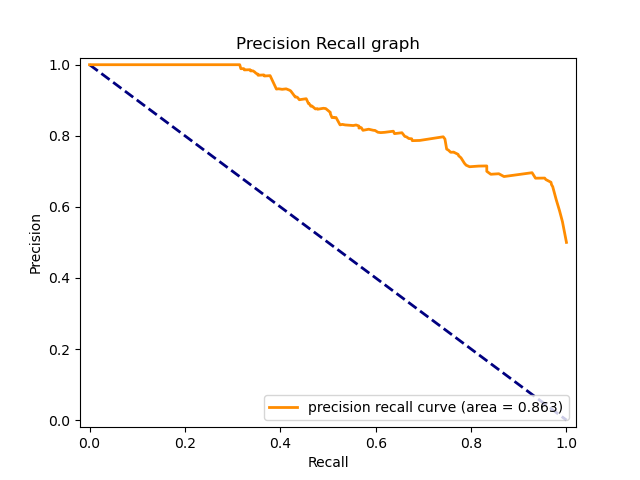 Precision Recall graph
1.0
0.8
0.6
0.4
0.2
0.0
Precision
precision recall curve (area = 0.863)
0.0 0.2 0.4 0.6 0.8 1.0
Recall